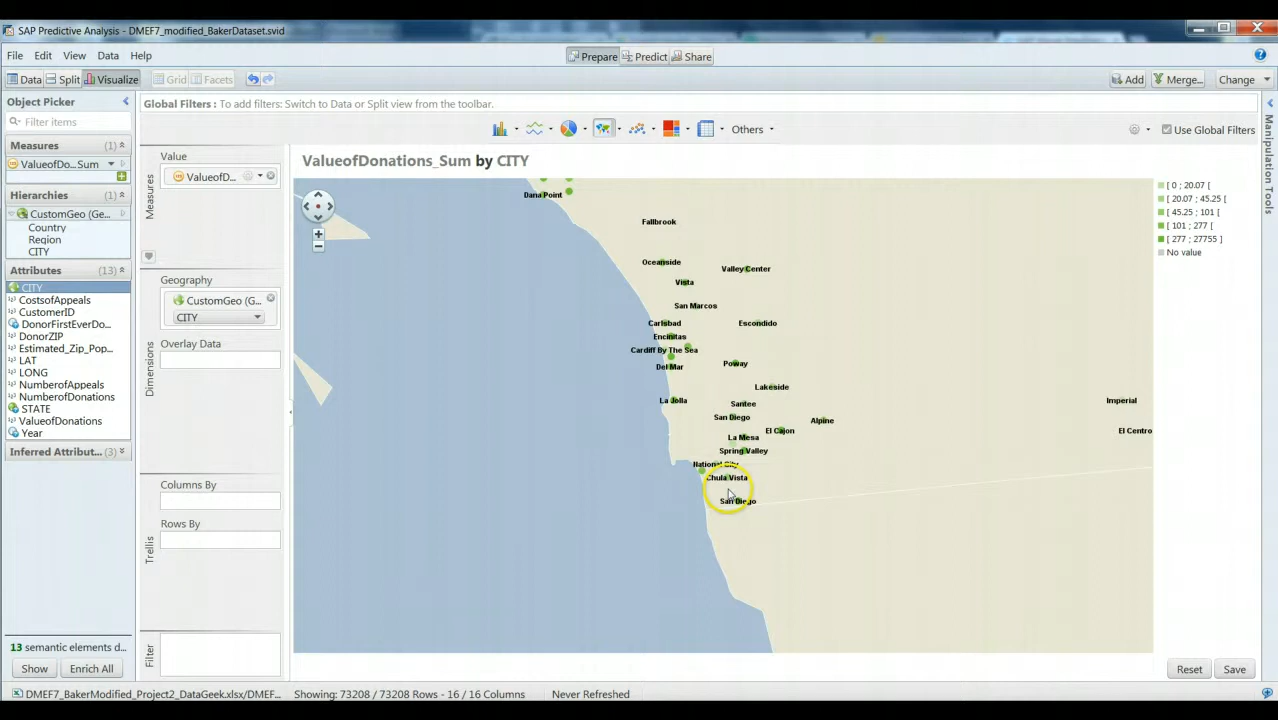 SAP Predictive Analysis - DMEF7_modified_BakerDataset.svid
File Edit View Data Help
Prepare Predict Share
Data Split Visualize Grid Facets
Add Merge... Change
Object Picker
Filter items
Measures (1)
ValueofDo..._Sum
Hierarchies (1)
CustomGeo (Ge...
Country
Region
CITY
Attributes (13)
CITY
CostsofAppeals
CustomerID
DonorFirstEverDo...
DonorZIP
Estimated_Zip_Pop...
LAT
LONG
NumberofAppeals
NumberofDonations
STATE
ValueofDonations
Year
Inferred Attribut... (3)
13 semantic elements d...
Show Enrich All
Global Filters : To add filters: Switch to Data or Split view from the toolbar.
Others
Use Global Filters
Measures
Value
ValueofD...
Dimensions
Geography
CustomGeo (G...
CITY
Overlay Data
Trellis
Columns By
Rows By
Filter
ValueofDonations_Sum by CITY
Dana Point
Fallbrook
Oceanside
Valley Center
Vista
San Marcos
Carlsbad
Escondido
Encinitas
Cardiff By The Sea
Poway
Del Mar
Lakeside
La Jolla
Santee
Imperial
San Diego
Alpine
El Cajon
El Centro
La Mesa
Spring Valley
National City
Chula Vista
San Diego
[ 0 ; 20.07 [
[ 20.07 ; 45.25 [
[ 45.25 ; 101 [
[ 101 ; 277 [
[ 277 ; 27755 ]
No value
Manipulation Tools
Reset Save
DMEF7_BakerModified_Project2_DataGeek.xlsx/DMEF... Showing: 73208 / 73208 Rows - 16 / 16 Columns Never Refreshed